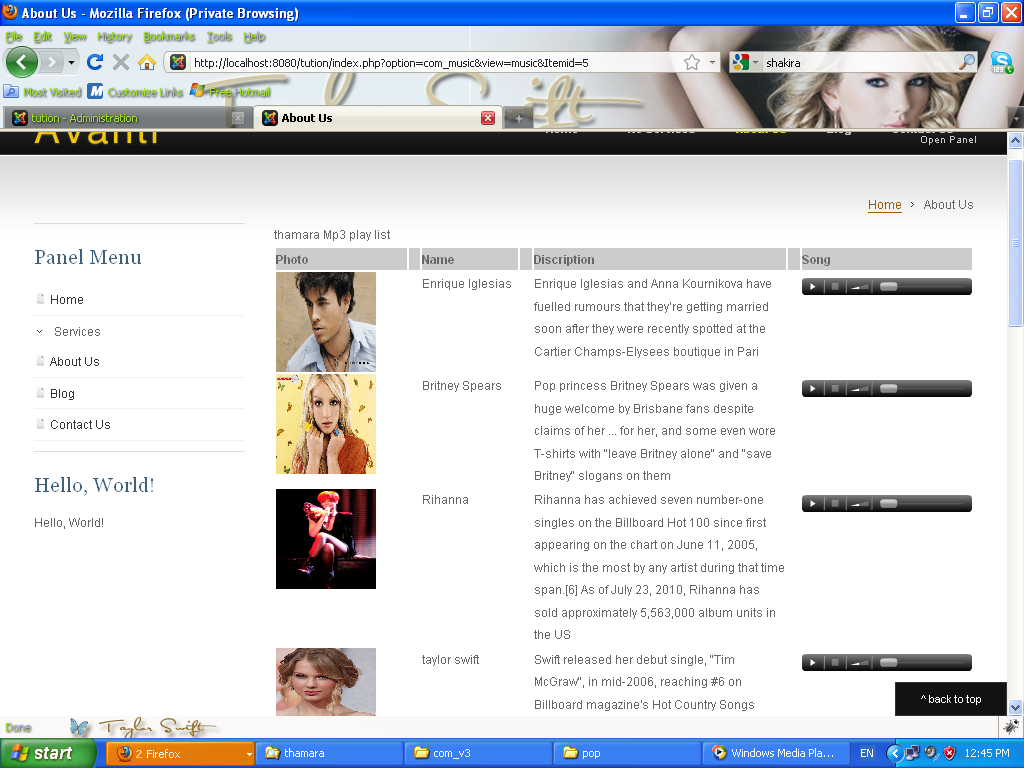 About Us - Mozilla Firefox (Private Browsing)
File Edit View History Bookmarks Tools Help
http://localhost:8080/tution/index.php?option=com_music&view=music&Itemid=5
shakira
Most Visited Customize Links Free Hotmail
Taylor Swift
tution - Administration
About Us
Avanti
Home
About Us
Blog
Open Panel
Home > About Us
Panel Menu
Home
Services
About Us
Blog
Contact Us
Hello, World!
Hello, World!
thamara Mp3 play list
Photo Name Discription Song
Enrique Iglesias
Enrique Iglesias and Anna Kournikova have
fuelled rumours that they're getting married
soon after they were recently spotted at the
Cartier Champs-Elysees boutique in Pari
Britney Spears
Pop princess Britney Spears was given a
huge welcome by Brisbane fans despite
claims of her ... for her, and some even wore
T-shirts with "leave Britney alone" and "save
Britney" slogans on them
Rihanna
Rihanna has achieved seven number-one
singles on the Billboard Hot 100 since first
appearing on the chart on June 11, 2005,
which is the most by any artist during that time
span.[6] As of July 23, 2010, Rihanna has
sold approximately 5,563,000 album units in
the US
taylor swift
Swift released her debut single, "Tim
McGraw", in mid-2006, reaching #6 on
Billboard magazine's Hot Country Songs
^ back to top
Done
Taylor Swift
start
2 Firefox
thamara
com_v3
pop
Windows Media Pla...
EN
12:45 PM